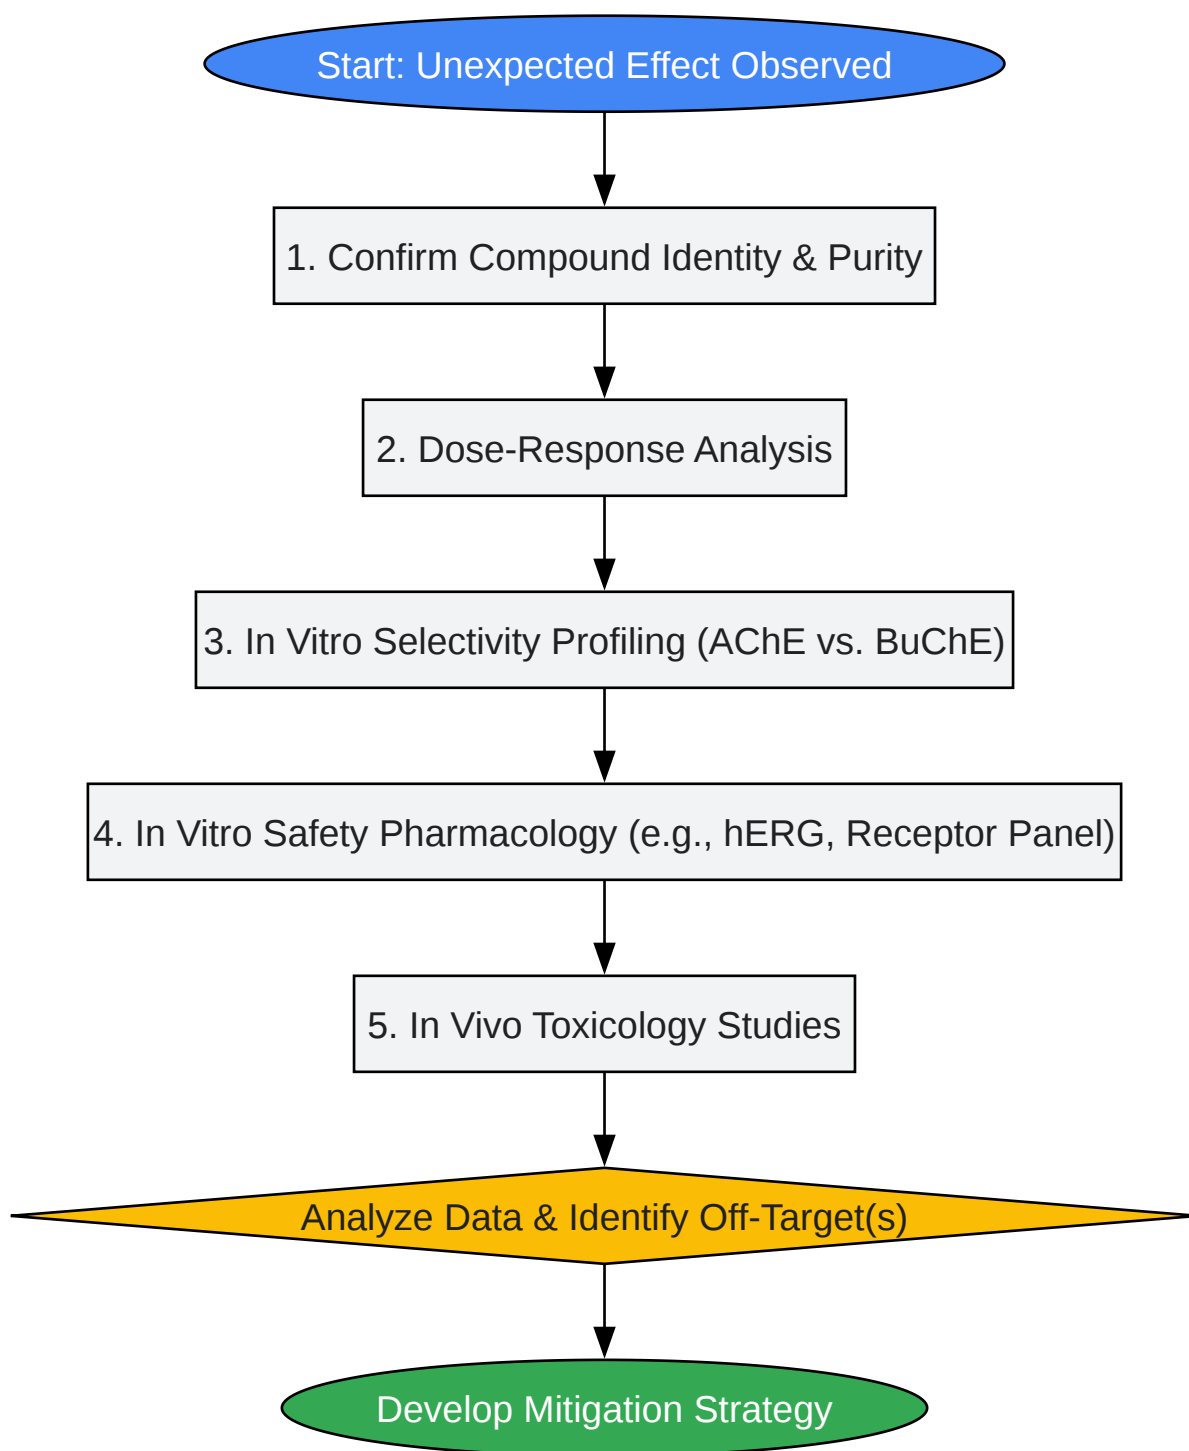 Start: Unexpected Effect Observed
1. Confirm Compound Identity & Purity
2. Dose-Response Analysis
3. In Vitro Selectivity Profiling (AChE vs. BuChE)
4. In Vitro Safety Pharmacology (e.g., hERG, Receptor Panel)
5. In Vivo Toxicology Studies
Analyze Data & Identify Off-Target(s)
Develop Mitigation Strategy